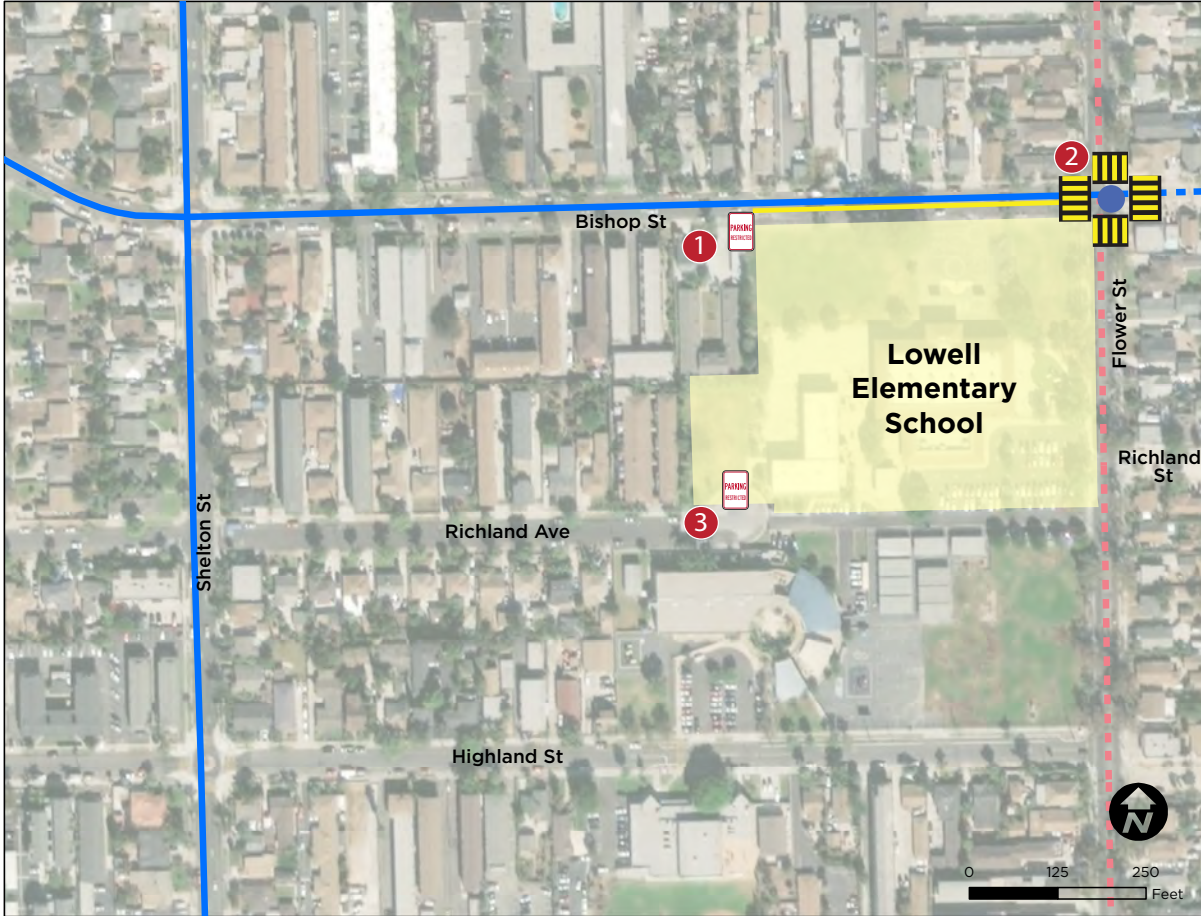 2
Bishop St
PARKING
RESTRICTED
1
Flower St
Lowell
Elementary
School
Richland
St
PARKING
RESTRICTED
3
Richland Ave
Shelton St
Highland St
N
0 125 250
Feet